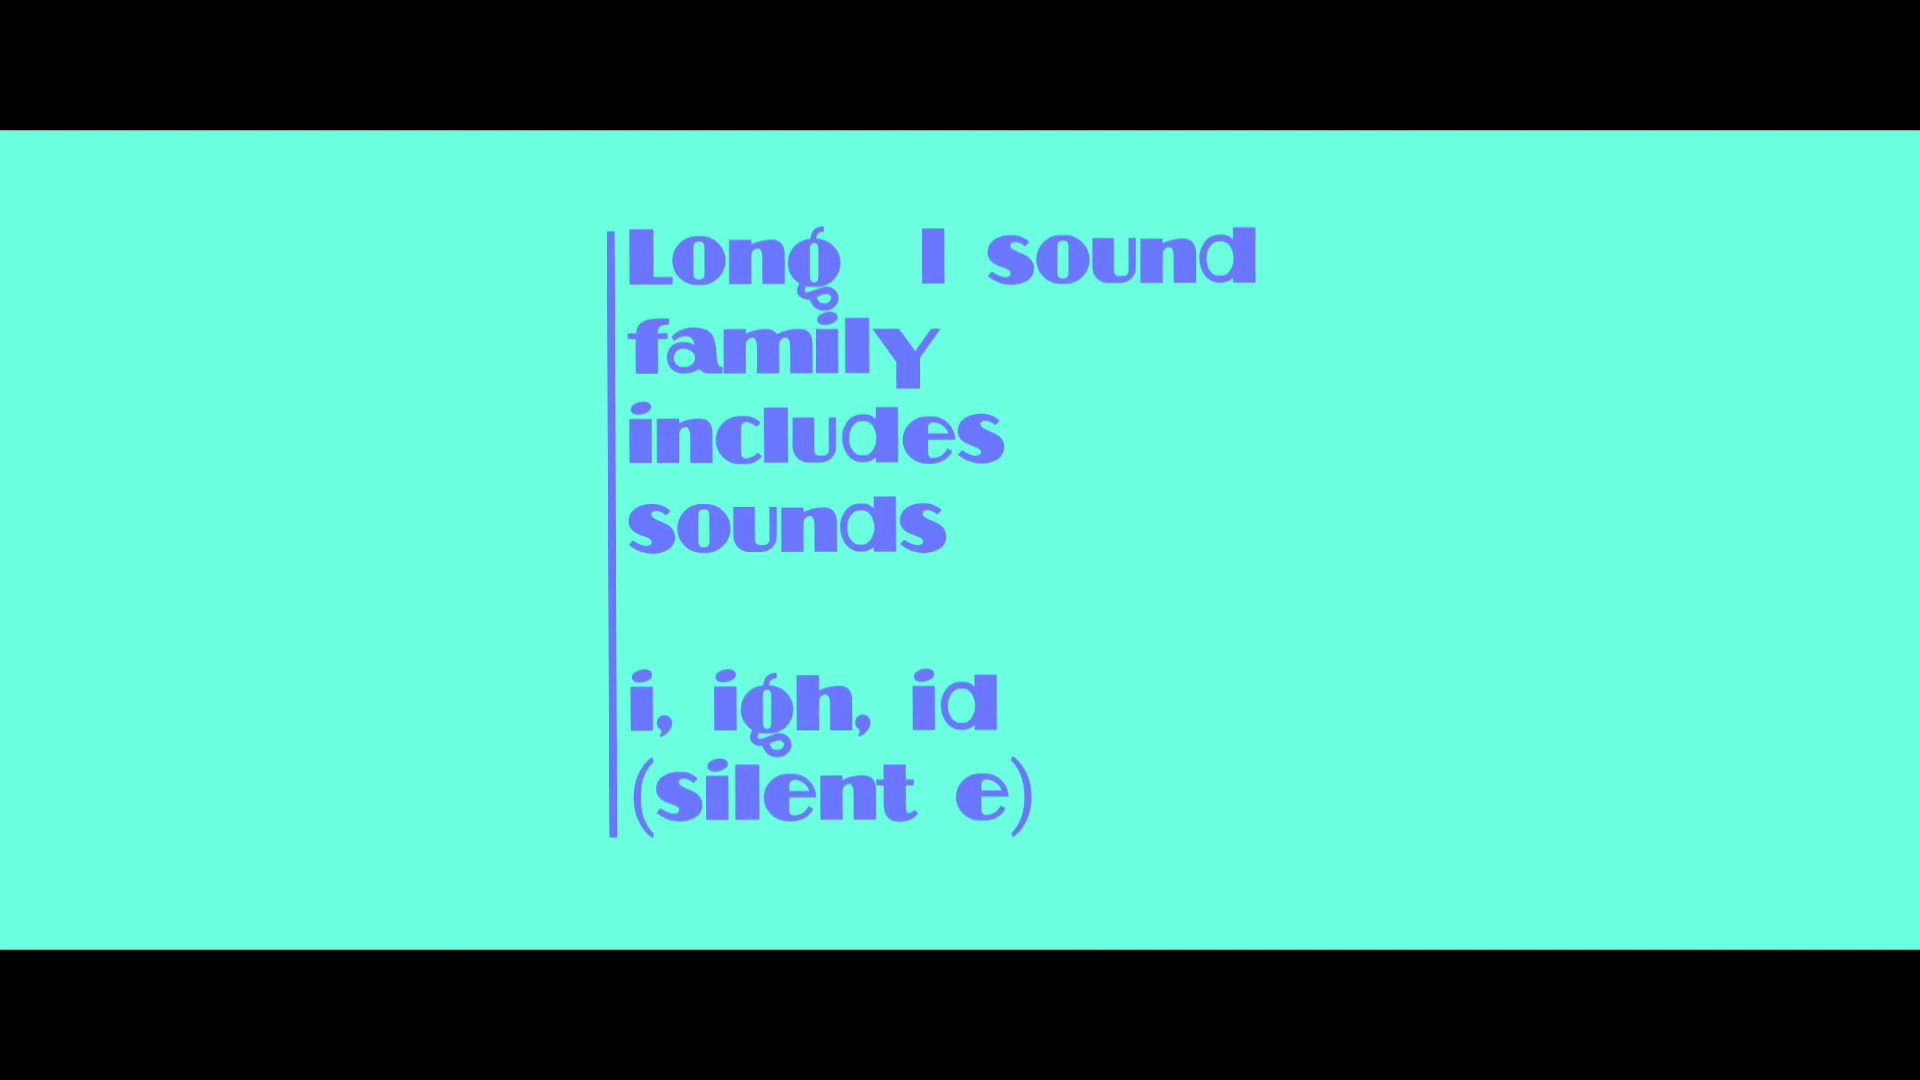 Long I sound
family
includes
sounds
i, igh, id
(silent e)